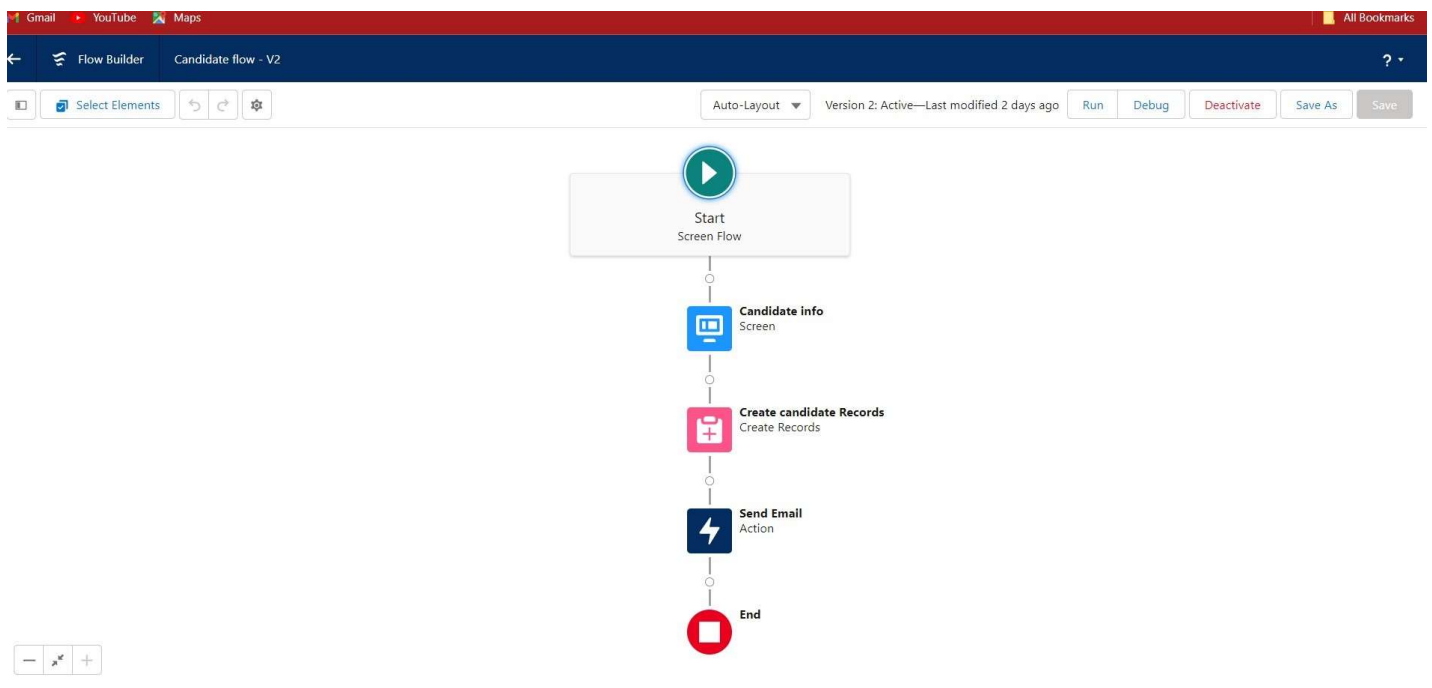 Gmail YouTube Maps All Bookmarks
Flow Builder Candidate flow - V2 ?
Select Elements Auto-Layout Version 2: Active—Last modified 2 days ago Run Debug Deactivate Save As Save
Start
Screen Flow
Candidate info
Screen
Create candidate Records
Create Records
Send Email
Action
End